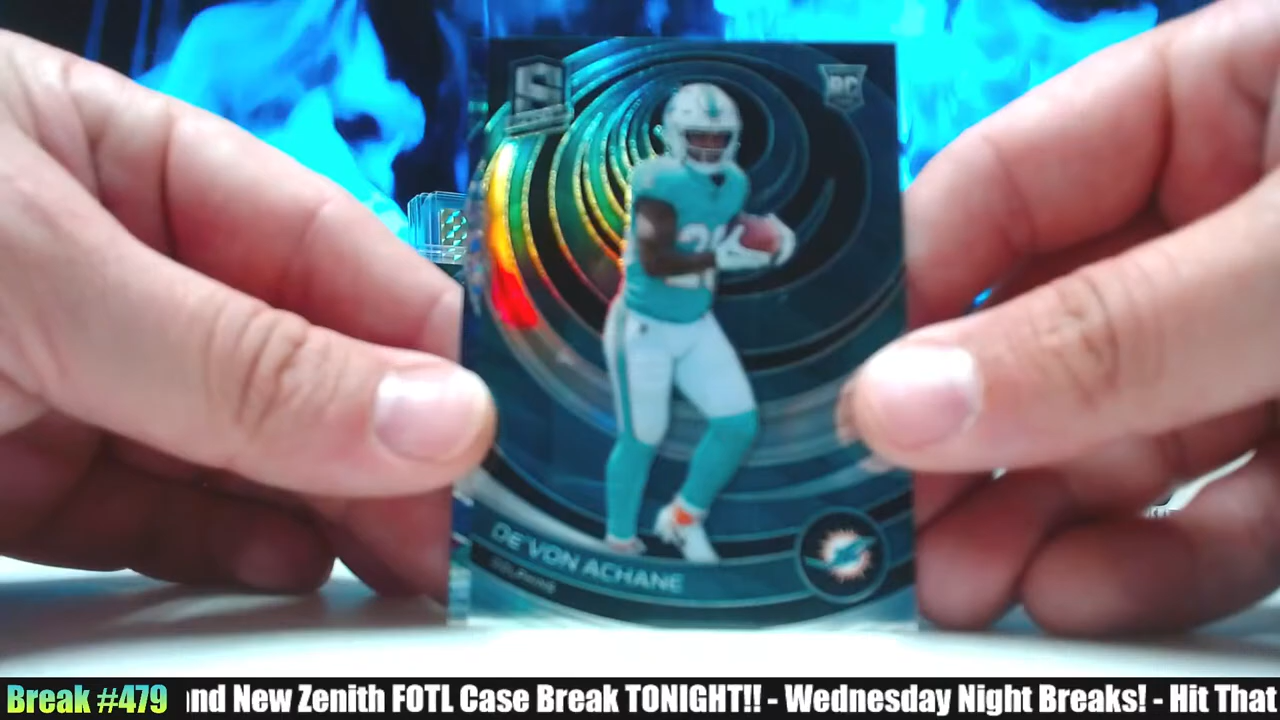 RC
DE'VON ACHANE
DOLPHINS
Break #479 nd New Zenith FOTL Case Break TONIGHT!! - Wednesday Night Breaks! - Hit That